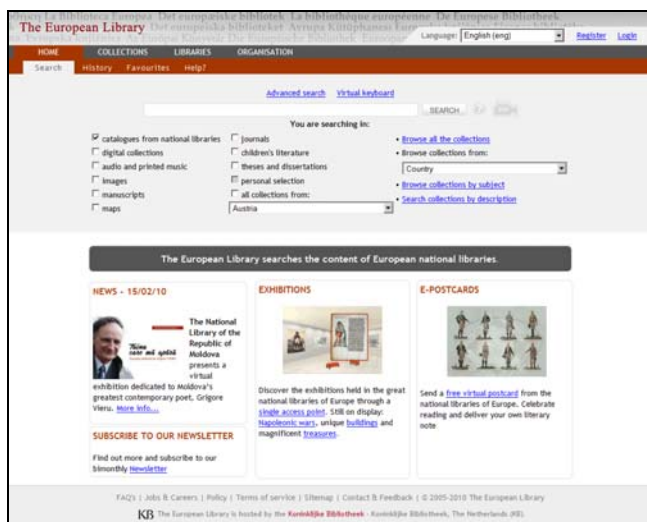 The European Library
Language: English (eng)
Register Login
HOME COLLECTIONS LIBRARIES ORGANISATION
Search History Favourites Help?
Advanced search Virtual keyboard
SEARCH
You are searching in:
catalogues from national libraries
digital collections
audio and printed music
images
manuscripts
maps
journals
children's literature
theses and dissertations
personal selection
all collections from:
Austria
• Browse all the collections
• Browse collections from:
Country
• Browse collections by subject
• Search collections by description
The European Library searches the content of European national libraries.
NEWS - 15/02/10
The National
Library of the
Republic of
Moldova
presents a
virtual
exhibition dedicated to Moldova's
greatest contemporary poet, Grigore
Vieru. More info...
SUBSCRIBE TO OUR NEWSLETTER
Find out more and subscribe to our
bimonthly Newsletter
EXHIBITIONS
Discover the exhibitions held in the great
national libraries of Europe through a
single access point. Still on display:
Napoleonic wars, unique buildings and
magnificent treasures.
E-POSTCARDS
Send a free virtual postcard from the
national libraries of Europe. Celebrate
reading and deliver your own literary
note
FAQ's | Jobs & Careers | Policy | Terms of service | Sitemap | Contact & Feedback | © 2005-2010 The European Library
KB The European Library is hosted by the Koninklijke Bibliotheek - Koninklijke Bibliotheek, The Netherlands (KB).